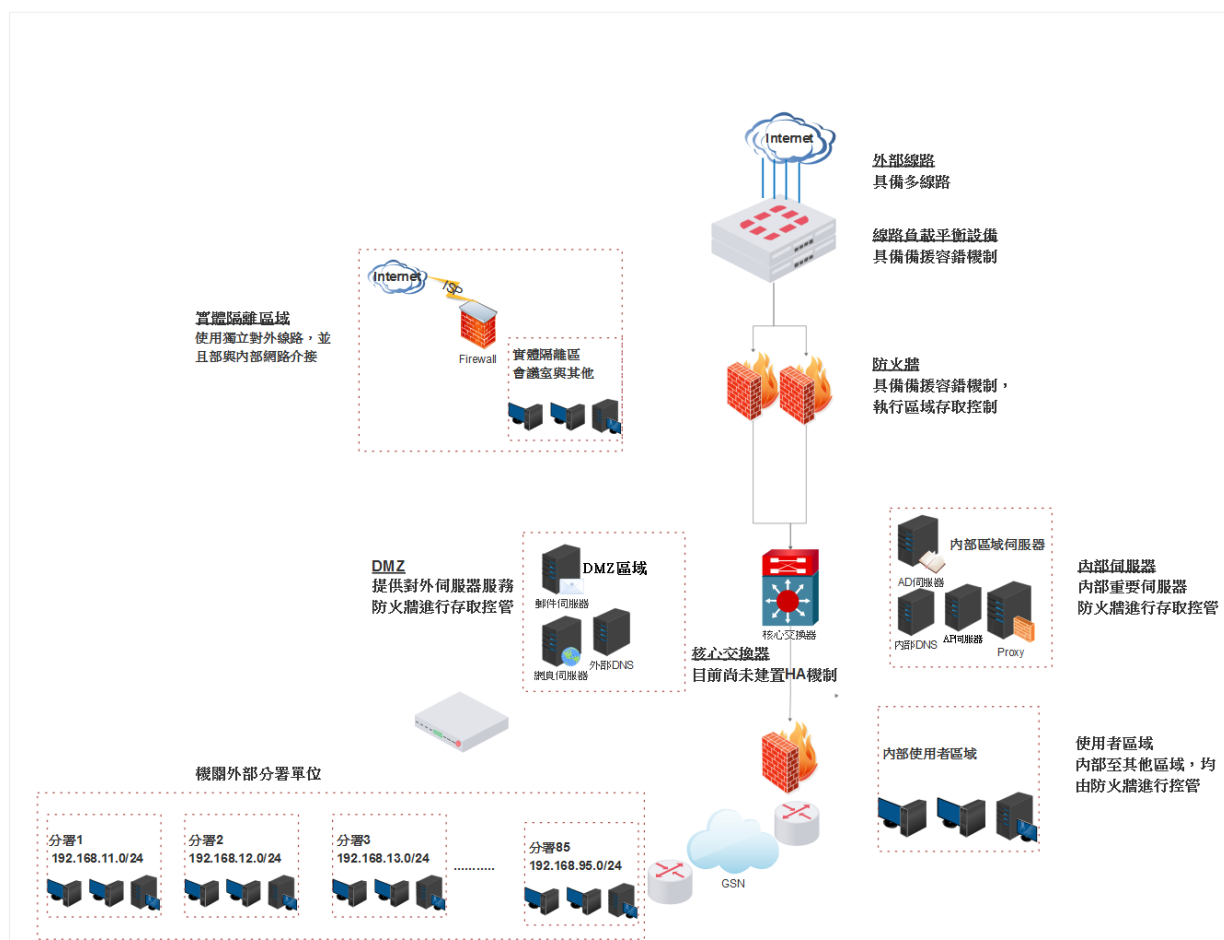 Internet
外部線路
具備多線路
線路負載平衡設備
具備備援容錯機制
Internet
ISP
Firewall
實體隔離區域
使用獨立對外線路，並
且部與內部網路介接
實體隔離區
會議室與其他
防火牆
具備備援容錯機制，
執行區域存取控制
DMZ
提供對外伺服器服務
防火牆進行存取控管
DMZ區域
郵件伺服器
網頁伺服器
外部DNS
核心交換器
核心交換器
目前尚未建置HA機制
內部區域伺服器
AD伺服器
內部DNS
API伺服器
Proxy
內部伺服器
內部重要伺服器
防火牆進行存取控管
內部使用者區域
使用者區域
內部至其他區域，均
由防火牆進行控管
機關外部分署單位
分署1
192.168.11.0/24
分署2
192.168.12.0/24
分署3
192.168.13.0/24
...........
分署85
192.168.95.0/24
GSN